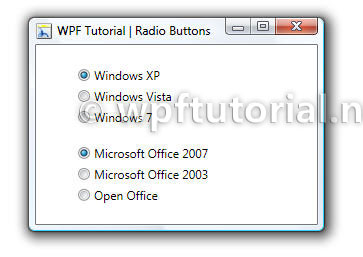 WPF Tutorial | Radio Buttons
Windows XP
Windows Vista
© wpftutorial.n
Windows 7
Microsoft Office 2007
Microsoft Office 2003
Open Office